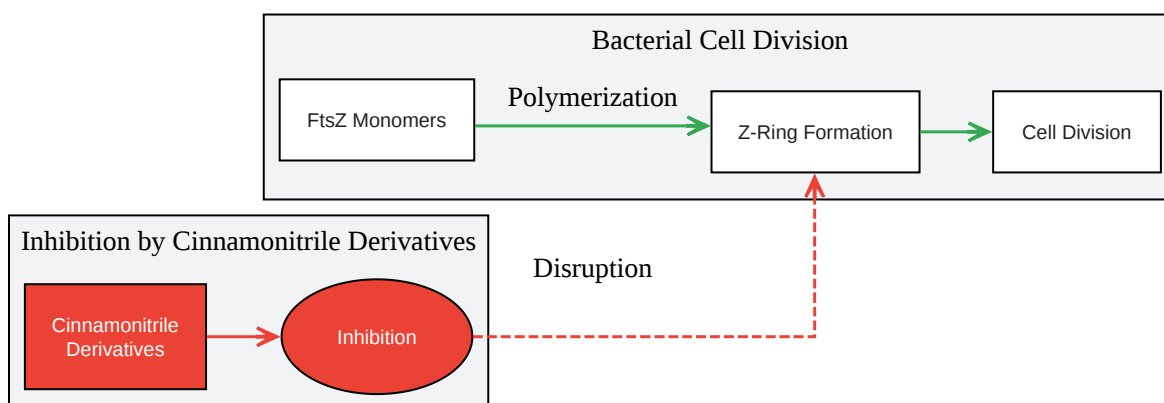 Bacterial Cell Division
Polymerization
FtsZ Monomers
Z-Ring Formation
Cell Division
Inhibition by Cinnamonitrile Derivatives
Disruption
Cinnamonitrile
Derivatives
Inhibition